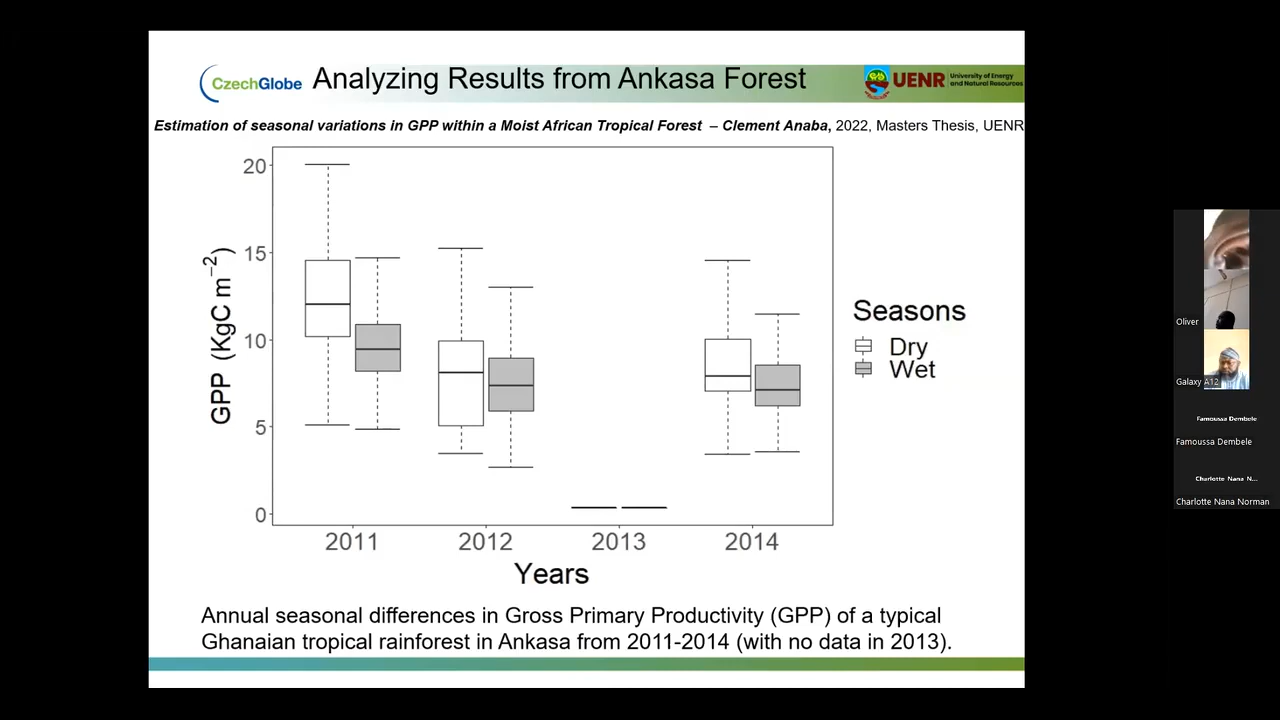 CzechGlobe Analyzing Results from Ankasa Forest UENR University of Energy
and Natural Resources
Estimation of seasonal variations in GPP within a Moist African Tropical Forest – Clement Anaba, 2022, Masters Thesis, UENR
20
15
10
5
0
GPP (KgC m⁻²)
2011 2012 2013 2014
Years
Seasons
Dry
Wet
Annual seasonal differences in Gross Primary Productivity (GPP) of a typical
Ghanaian tropical rainforest in Ankasa from 2011-2014 (with no data in 2013).
Oliver
Galaxy A12
Famoussa Dembele
Famoussa Dembele
Charlotte Nana N...
Charlotte Nana Norman